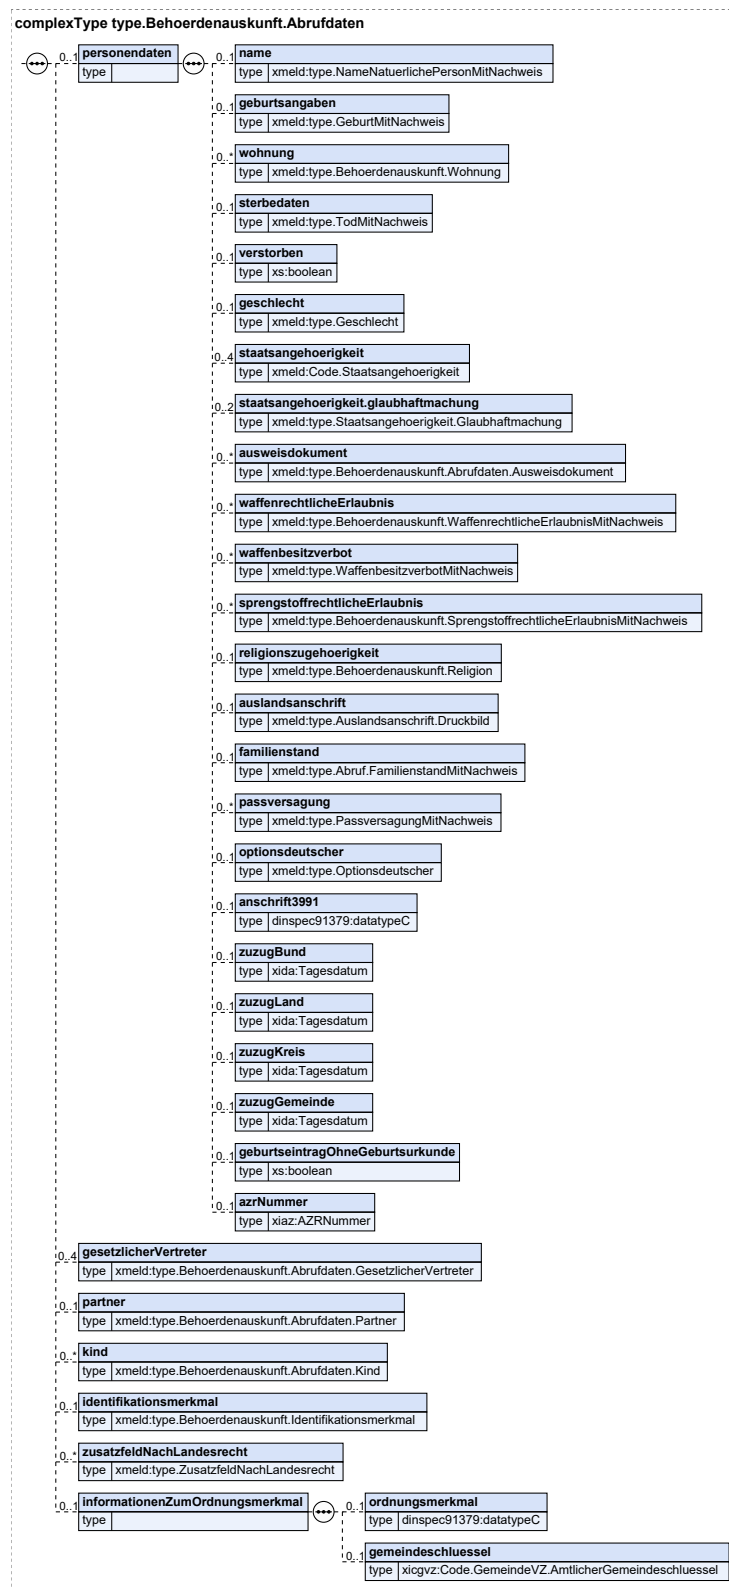 complexType type.Behoerdenauskunft.Abrufdaten
0..1 personendaten
type
0..1 name
type xmeld:type.NameNatuerlichePersonMitNachweis
0..1 geburtsangaben
type xmeld:type.GeburtMitNachweis
0..* wohnung
type xmeld:type.Behoerdenauskunft.Wohnung
0..1 sterbedaten
type xmeld:type.TodMitNachweis
0..1 verstorben
type xs:boolean
0..1 geschlecht
type xmeld:type.Geschlecht
0..4 staatsangehoerigkeit
type xmeld:Code.Staatsangehoerigkeit
0..2 staatsangehoerigkeit.glaubhaftmachung
type xmeld:type.Staatsangehoerigkeit.Glaubhaftmachung
0..* ausweisdokument
type xmeld:type.Behoerdenauskunft.Abrufdaten.Ausweisdokument
0..* waffenrechtlicheErlaubnis
type xmeld:type.Behoerdenauskunft.WaffenrechtlicheErlaubnisMitNachweis
0..* waffenbesitzverbot
type xmeld:type.WaffenbesitzverbotMitNachweis
0..* sprengstoffrechtlicheErlaubnis
type xmeld:type.Behoerdenauskunft.SprengstoffrechtlicheErlaubnisMitNachweis
0..1 religionszugehoerigkeit
type xmeld:type.Behoerdenauskunft.Religion
0..1 auslandsanschrift
type xmeld:type.Auslandsanschrift.Druckbild
0..1 familienstand
type xmeld:type.Abruf.FamilienstandMitNachweis
0..* passversagung
type xmeld:type.PassversagungMitNachweis
0..1 optionsdeutscher
type xmeld:type.Optionsdeutscher
0..1 anschrift3991
type dinspec91379:datatypeC
0..1 zuzugBund
type xida:Tagesdatum
0..1 zuzugLand
type xida:Tagesdatum
0..1 zuzugKreis
type xida:Tagesdatum
0..1 zuzugGemeinde
type xida:Tagesdatum
0..1 geburtseintragOhneGeburtsurkunde
type xs:boolean
0..1 azrNummer
type xiaz:AZRNummer
0..4 gesetzlicherVertreter
type xmeld:type.Behoerdenauskunft.Abrufdaten.GesetzlicherVertreter
0..1 partner
type xmeld:type.Behoerdenauskunft.Abrufdaten.Partner
0..* kind
type xmeld:type.Behoerdenauskunft.Abrufdaten.Kind
0..1 identifikationsmerkmal
type xmeld:type.Behoerdenauskunft.Identifikationsmerkmal
0..* zusatzfeldNachLandesrecht
type xmeld:type.ZusatzfeldNachLandesrecht
0..1 informationenZumOrdnungsmerkmal
type
0..1 ordnungsmerkmal
type dinspec91379:datatypeC
0..1 gemeindeschluessel
type xicgvz:Code.GemeindeVZ.AmtlicherGemeindeschluessel